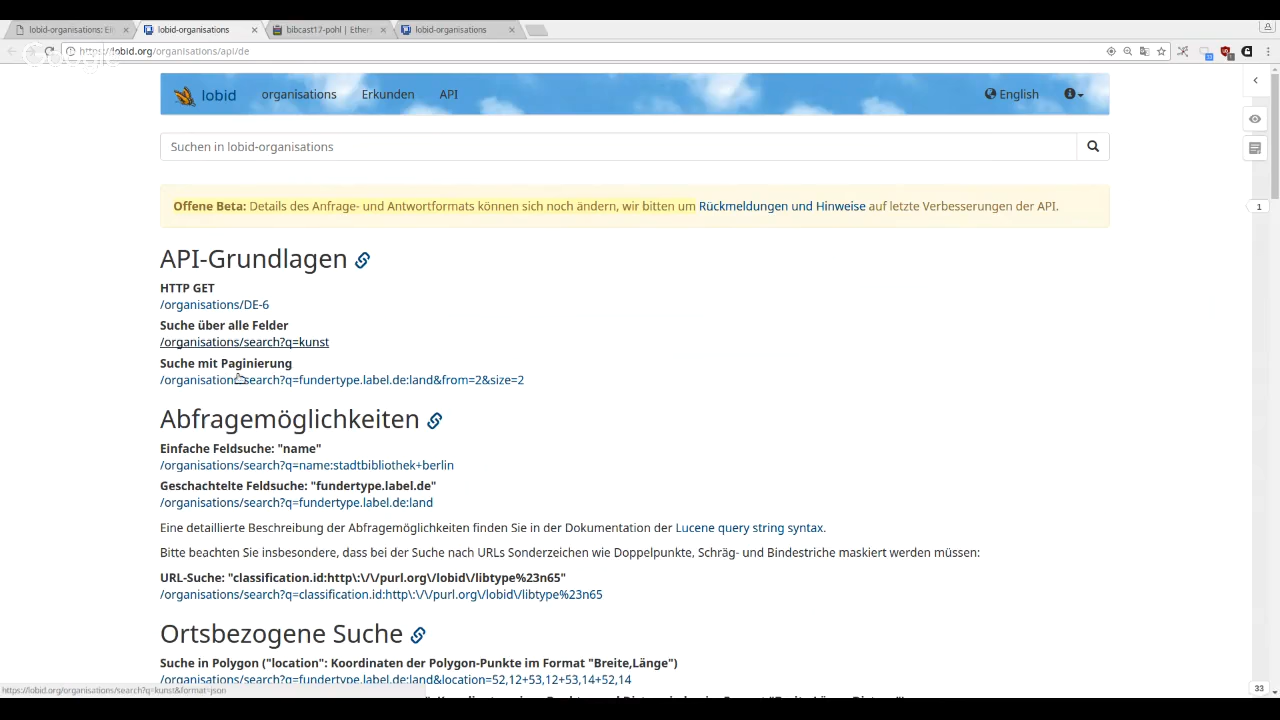 lobid-organisations: Ei
lobid-organisations
bibcast17-pohl | Ether
lobid-organisations
https://lobid.org/organisations/api/de
lobid
organisations
Erkunden
API
English
Suchen in lobid-organisations
Offene Beta: Details des Anfrage- und Antwortformats können sich noch ändern, wir bitten um Rückmeldungen und Hinweise auf letzte Verbesserungen der API.
1
API-Grundlagen
HTTP GET
/organisations/DE-6
Suche über alle Felder
/organisations/search?q=kunst
Suche mit Paginierung
/organisations/search?q=fundertype.label.de:land&from=2&size=2
Abfragemöglichkeiten
Einfache Feldsuche: "name"
/organisations/search?q=name:stadtbibliothek+berlin
Geschachtelte Feldsuche: "fundertype.label.de"
/organisations/search?q=fundertype.label.de:land
Eine detaillierte Beschreibung der Abfragemöglichkeiten finden Sie in der Dokumentation der Lucene query string syntax.
Bitte beachten Sie insbesondere, dass bei der Suche nach URLs Sonderzeichen wie Doppelpunkte, Schräg- und Bindestriche maskiert werden müssen:
URL-Suche: "classification.id:http\:\/\/purl.org\/lobid\/libtype%23n65"
/organisations/search?q=classification.id:http\:\/\/purl.org\/lobid\/libtype%23n65
Ortsbezogene Suche
Suche in Polygon ("location": Koordinaten der Polygon-Punkte im Format "Breite,Länge")
/organisations/search?q=fundertype.label.de:land&location=52,12+53,12+53,14+52,14
https://lobid.org/organisations/search?q=kunst&format=json
33